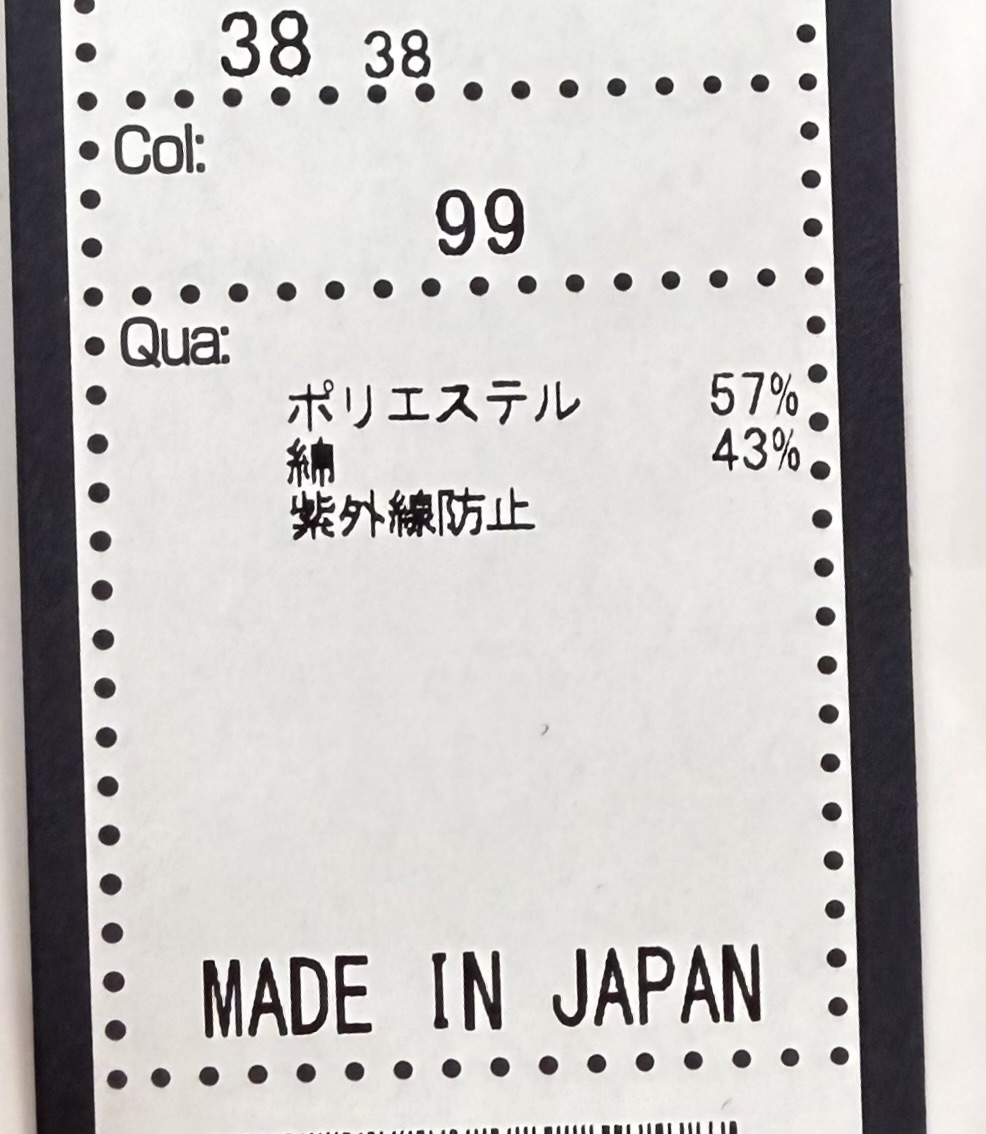 38 38
Col:
99
Qua:
ポリエステル 57%
綿 43%
紫外線防止
MADE IN JAPAN